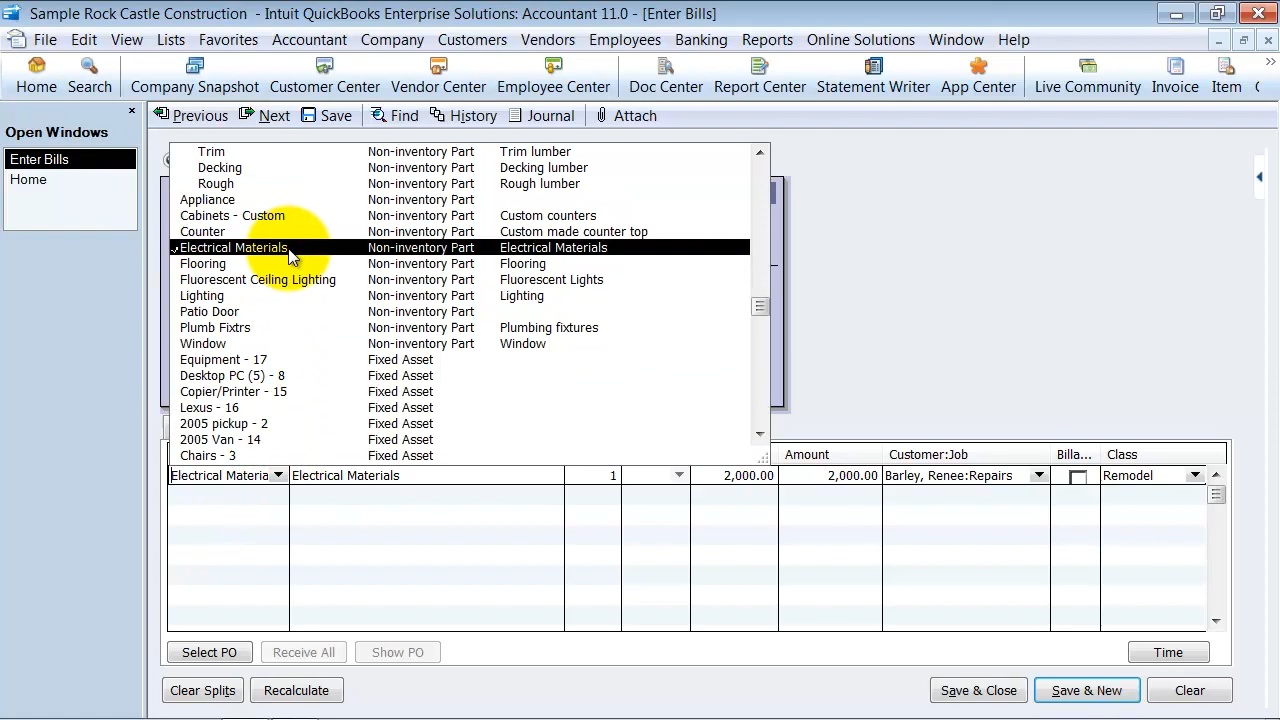 Sample Rock Castle Construction - Intuit QuickBooks Enterprise Solutions: Accountant 11.0 - [Enter Bills]
File Edit View Lists Favorites Accountant Company Customers Vendors Employees Banking Reports Online Solutions Window Help
Home Search Company Snapshot Customer Center Vendor Center Employee Center Doc Center Report Center Statement Writer App Center Live Community Invoice Item
Previous Next Save Find History Journal Attach
Open Windows
Enter Bills
Home
Trim Non-inventory Part Trim lumber
Decking Non-inventory Part Decking lumber
Rough Non-inventory Part Rough lumber
Appliance Non-inventory Part
Cabinets - Custom Non-inventory Part Custom counters
Counter Non-inventory Part Custom made counter top
Electrical Materials Non-inventory Part Electrical Materials
Flooring Non-inventory Part Flooring
Fluorescent Ceiling Lighting Non-inventory Part Fluorescent Lights
Lighting Non-inventory Part Lighting
Patio Door Non-inventory Part
Plumb Fixtrs Non-inventory Part Plumbing fixtures
Window Non-inventory Part Window
Equipment - 17 Fixed Asset
Desktop PC (5) - 8 Fixed Asset
Copier/Printer - 15 Fixed Asset
Lexus - 16 Fixed Asset
2005 pickup - 2 Fixed Asset
2005 Van - 14 Fixed Asset
Chairs - 3 Fixed Asset
Amount Customer:Job Billa... Class
Electrical Materia Electrical Materials 1 2,000.00 2,000.00 Barley, Renee:Repairs Remodel
Select PO Receive All Show PO Time
Clear Splits Recalculate Save & Close Save & New Clear